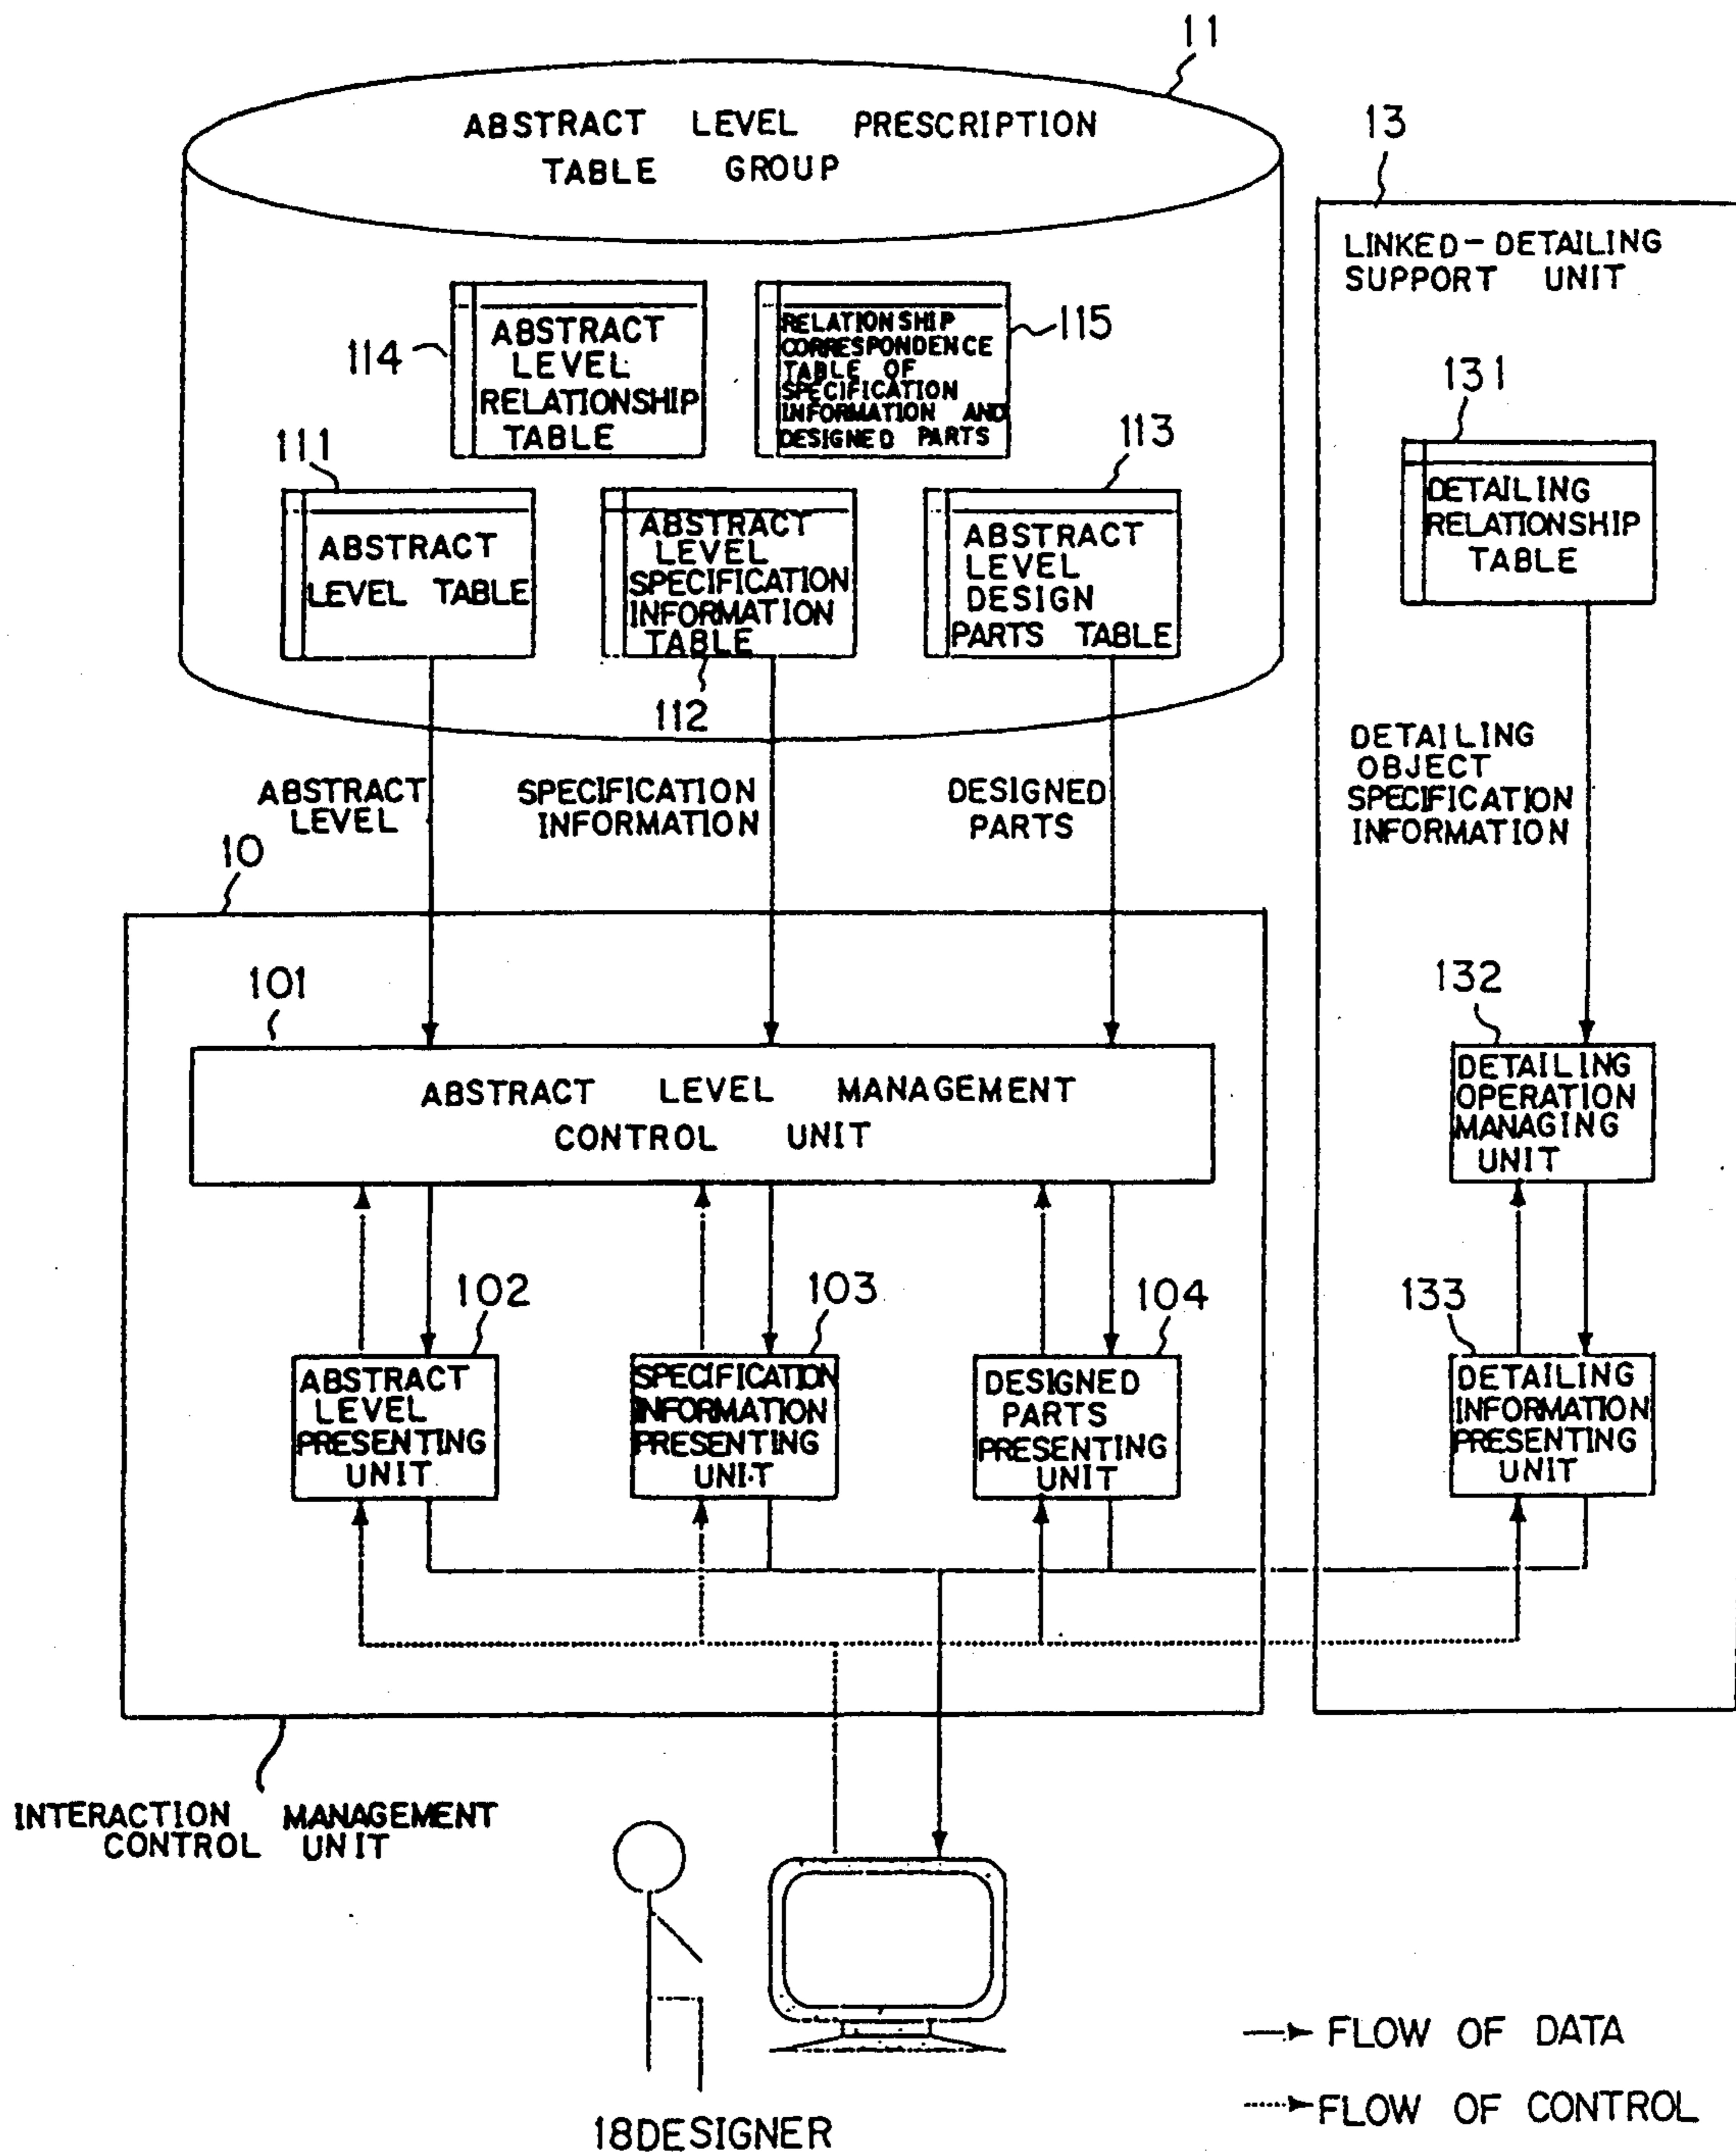 11
ABSTRACT LEVEL PRESCRIPTION
TABLE GROUP
13
LINKED-DETAILING
SUPPORT UNIT
114
ABSTRACT
LEVEL
RELATIONSHIP
TABLE
RELATIONSHIP
CORRESPONDENCE
TABLE OF
SPECIFICATION
INFORMATION AND
DESIGNED PARTS
115
111
ABSTRACT
LEVEL TABLE
ABSTRACT
LEVEL
SPECIFICATION
INFORMATION
TABLE
112
113
ABSTRACT
LEVEL
DESIGN
PARTS TABLE
131
DETAILING
RELATIONSHIP
TABLE
ABSTRACT
LEVEL
SPECIFICATION
INFORMATION
DESIGNED
PARTS
DETAILING
OBJECT
SPECIFICATION
INFORMATION
10
101
ABSTRACT LEVEL MANAGEMENT
CONTROL UNIT
132
DETAILING
OPERATION
MANAGING
UNIT
102
ABSTRACT
LEVEL
PRESENTING
UNIT
103
SPECIFICATION
INFORMATION
PRESENTING
UNIT
104
DESIGNED
PARTS
PRESENTING
UNIT
133
DETAILING
INFORMATION
PRESENTING
UNIT
INTERACTION MANAGEMENT
CONTROL UNIT
18DESIGNER
FLOW OF DATA
FLOW OF CONTROL